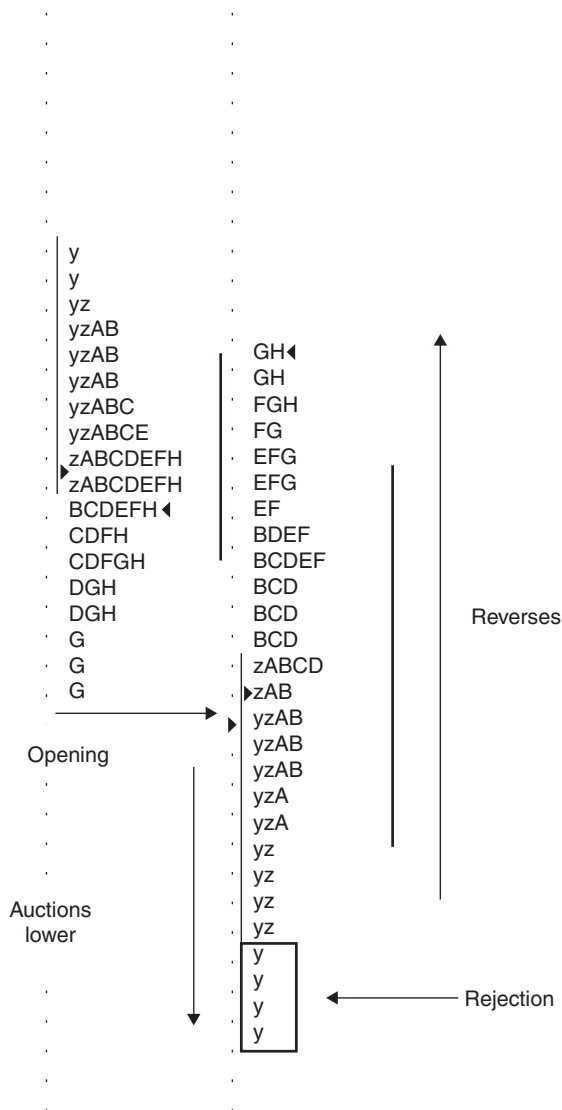 y
y
yz
yzAB
yzAB
yzAB
yzABC
yzABCE
zABCDEFH
zABCDEFH
BCDEFH
CDFH
CDFGH
DGH
DGH
G
G
G
Opening
Auctions
lower
GH
GH
FGH
FG
EFG
EFG
EF
BDEF
BCDEF
BCD
BCD
BCD
zABCD
zAB
yzAB
yzAB
yzAB
yzA
yzA
yz
yz
yz
yz
y
y
y
y
Reverses
Rejection